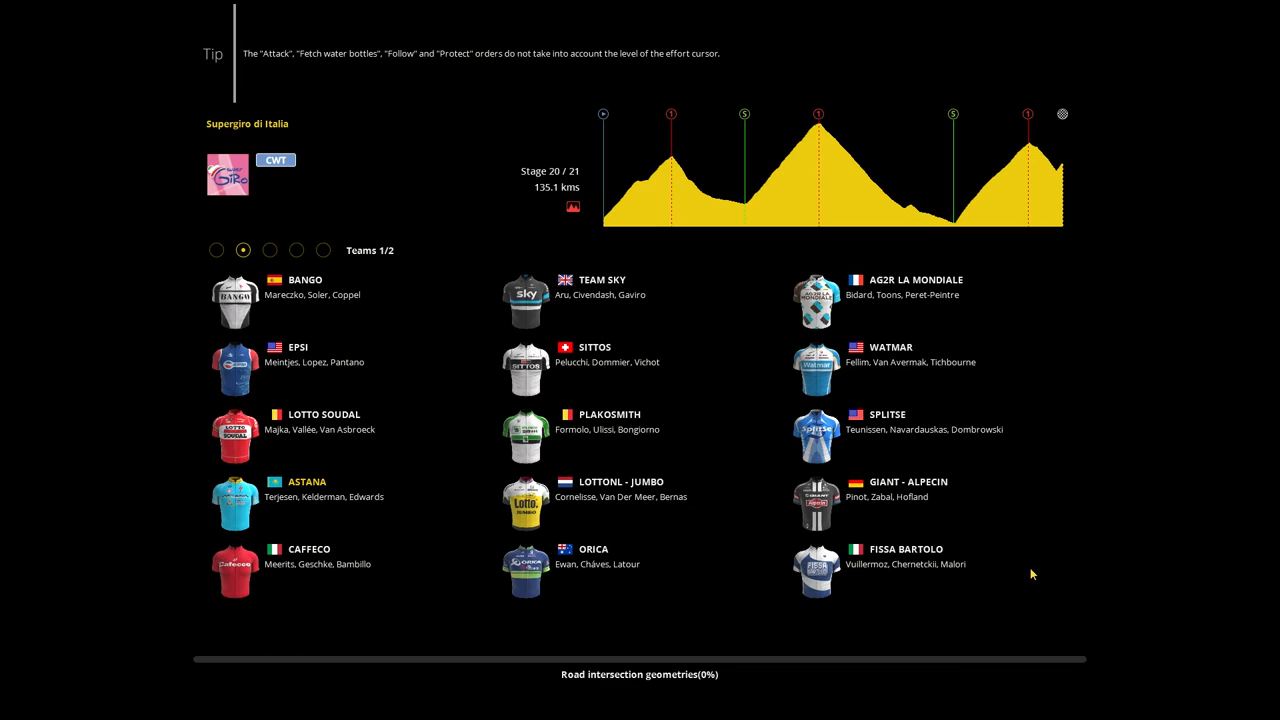 Tip
The "Attack", "Fetch water bottles", "Follow" and "Protect" orders do not take into account the level of the effort cursor.
Supergiro di Italia
CWT
Stage 20 / 21
135.1 kms
1
S
1
S
1
Teams 1/2
BANGO
Mareczko, Soler, Coppel
TEAM SKY
Aru, Civendash, Gaviro
AG2R LA MONDIALE
Bidard, Toons, Peret-Peintre
EPSI
Meintjes, Lopez, Pantano
SITTOS
Pelucchi, Dommier, Vichot
WATMAR
Fellim, Van Avermak, Tichbourne
LOTTO SOUDAL
Majka, Vallée, Van Asbroeck
PLAKOSMITH
Formolo, Ulissi, Bongiorno
SPLITSE
Teunissen, Navardauskas, Dombrowski
ASTANA
Terjesen, Kelderman, Edwards
LOTTONL - JUMBO
Cornelisse, Van Der Meer, Bernas
GIANT - ALPECIN
Pinot, Zabal, Hofland
CAFFECO
Meerits, Geschke, Bambillo
ORICA
Ewan, Cháves, Latour
FISSA BARTOLO
Vuillermoz, Chernetckii, Malori
Road intersection geometries(0%)